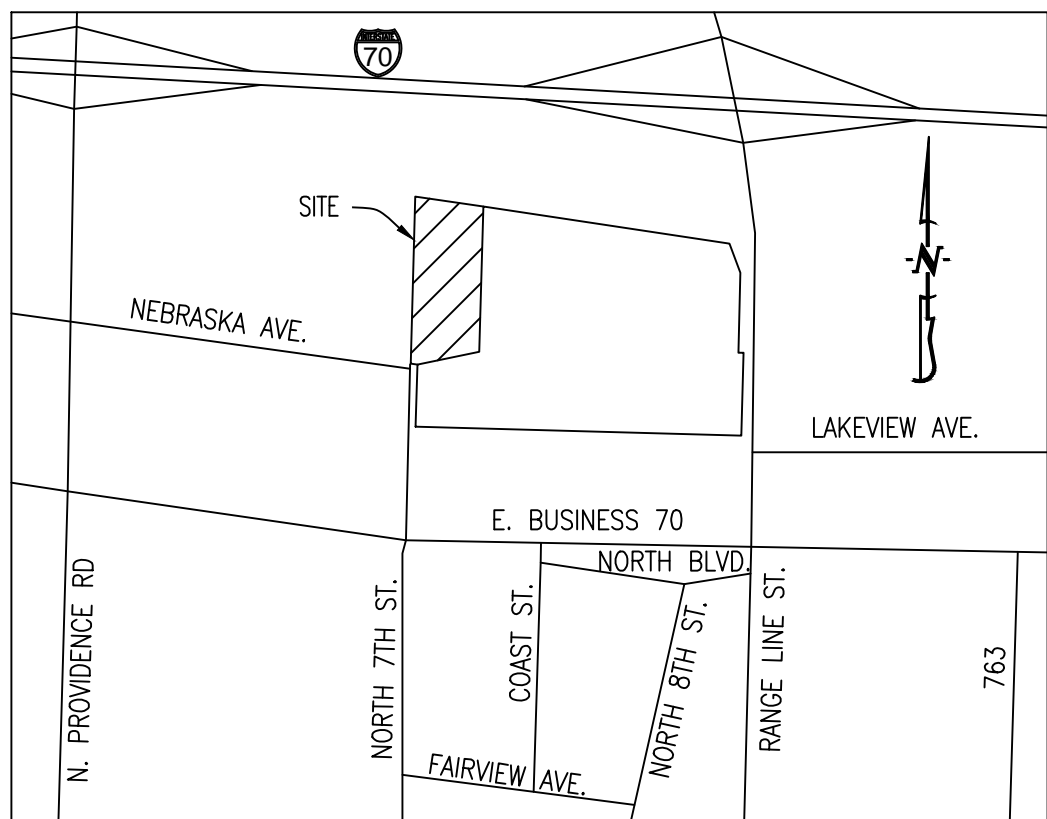 INTERSTATE
70
SITE
NEBRASKA AVE.
N
LAKEVIEW AVE.
E. BUSINESS 70
NORTH BLVD.
N. PROVIDENCE RD
NORTH 7TH ST.
COAST ST.
NORTH 8TH ST.
RANGE LINE ST.
763
FAIRVIEW AVE.